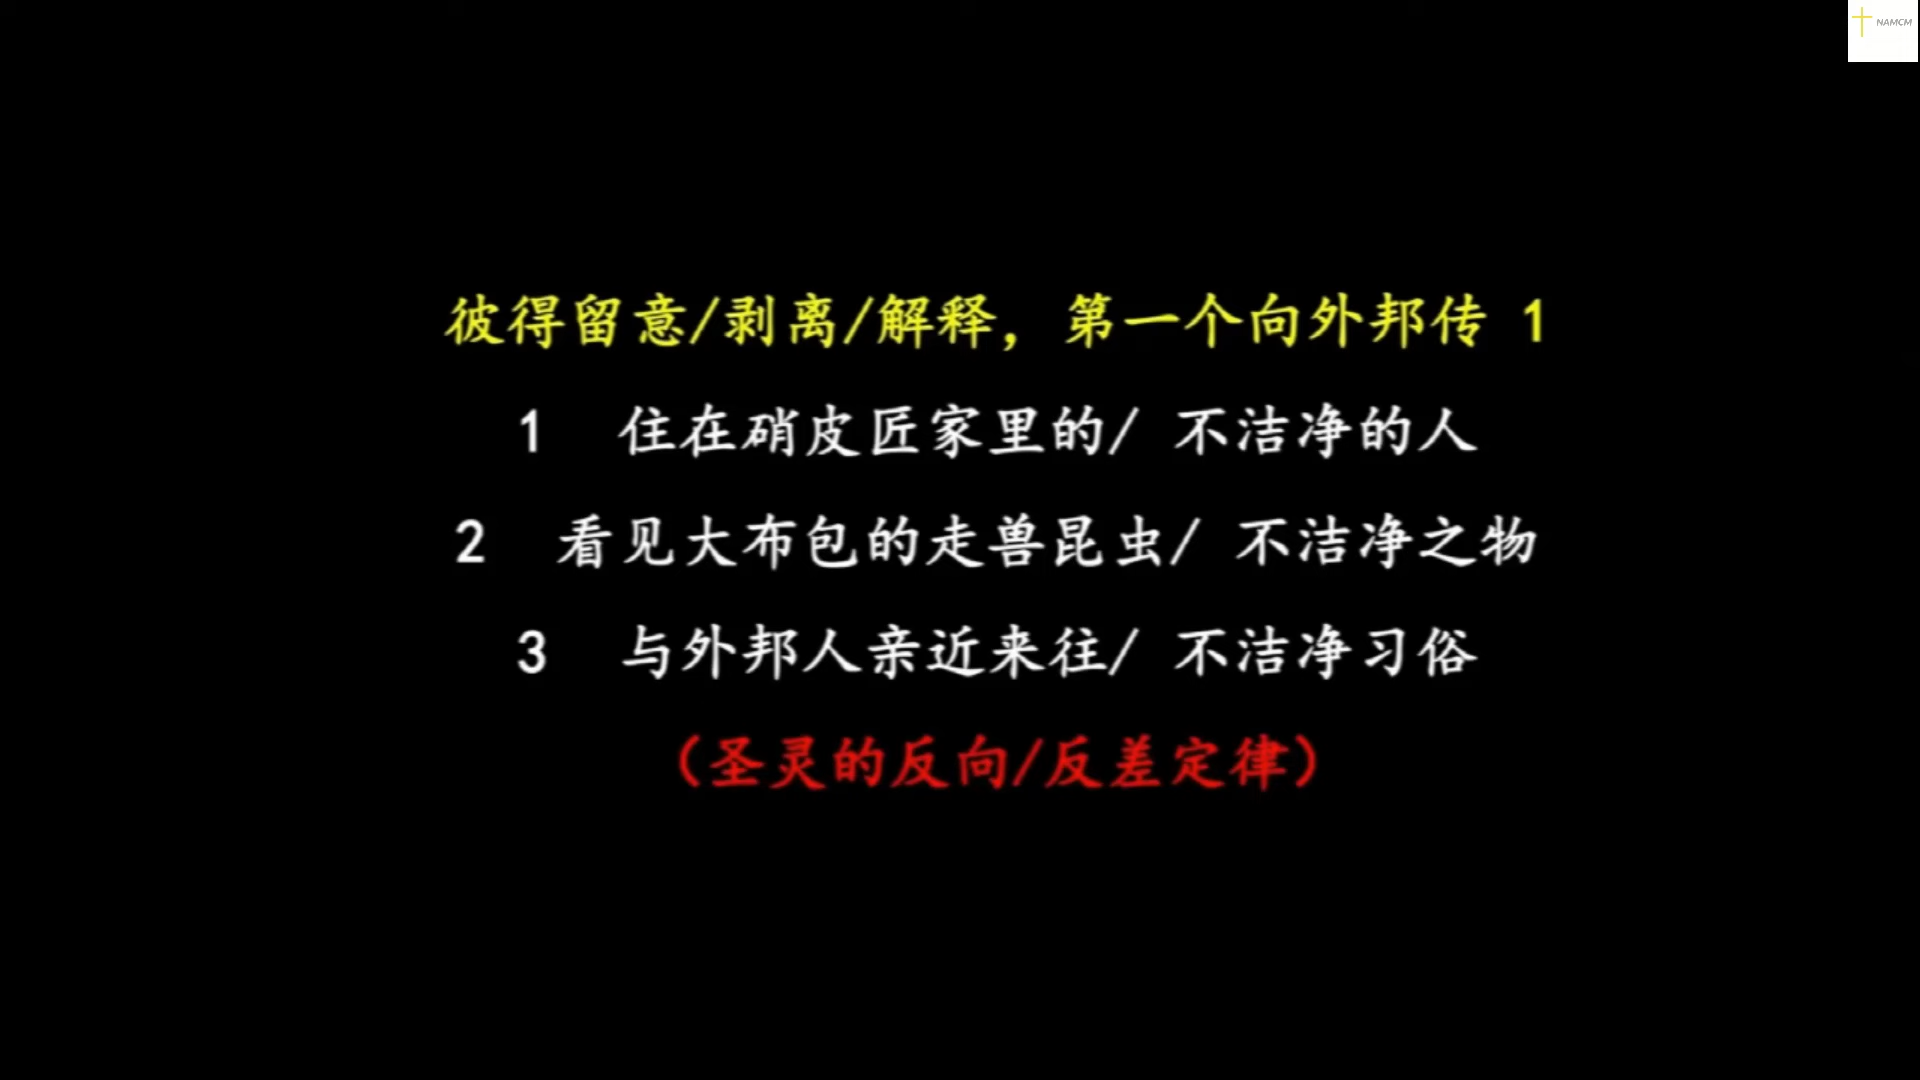 NAMCM
彼得留意/剥离/解释，第一个向外邦传 1
1 住在硝皮匠家里的/ 不洁净的人
2 看见大布包的走兽昆虫/ 不洁净之物
3 与外邦人亲近来往/ 不洁净习俗
（圣灵的反向/反差定律）